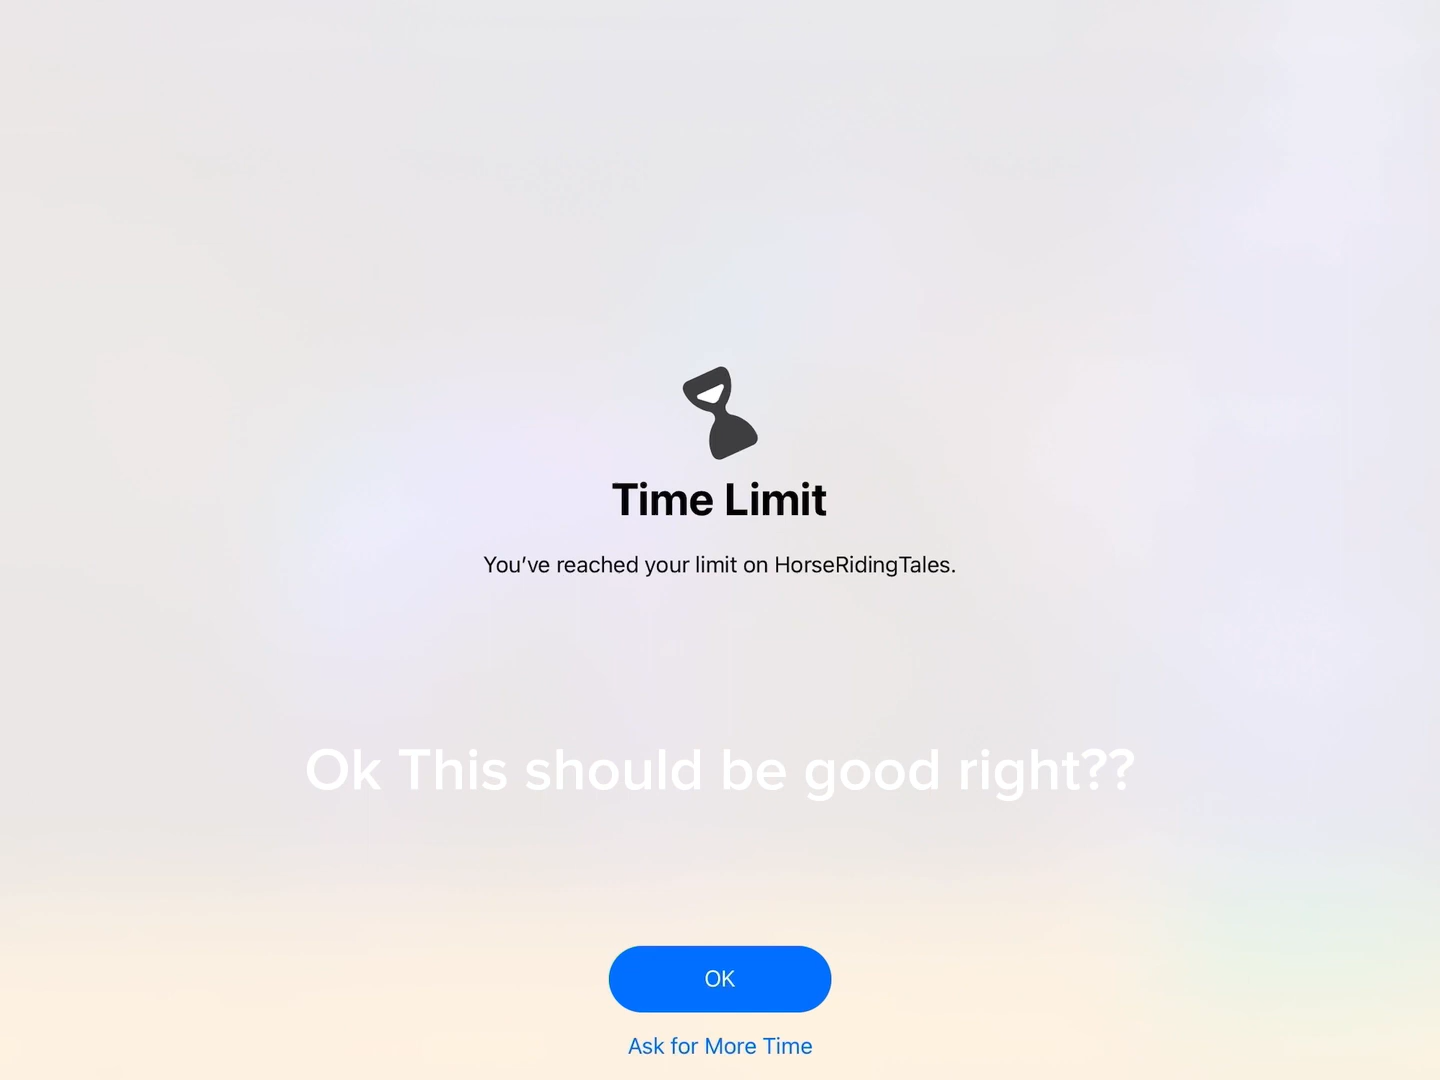 Time Limit
You’ve reached your limit on HorseRidingTales.
Ok This should be good right??
OK
Ask for More Time